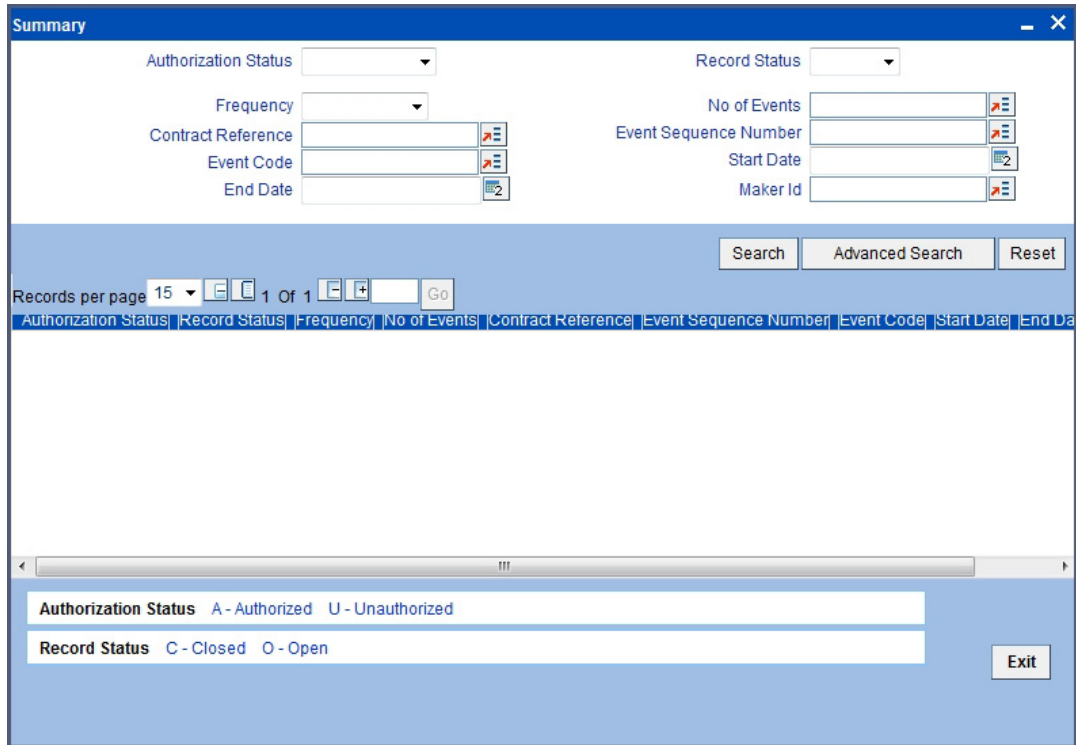 Summary
Authorization Status Record Status
Frequency No of Events
Contract Reference Event Sequence Number
Event Code Start Date
End Date Maker Id
Search Advanced Search Reset
Records per page 15 1 Of 1 Go
Authorization Status Record Status Frequency No of Events Contract Reference Event Sequence Number Event Code Start Date End Da
Authorization Status A - Authorized U - Unauthorized
Record Status C - Closed O - Open
Exit